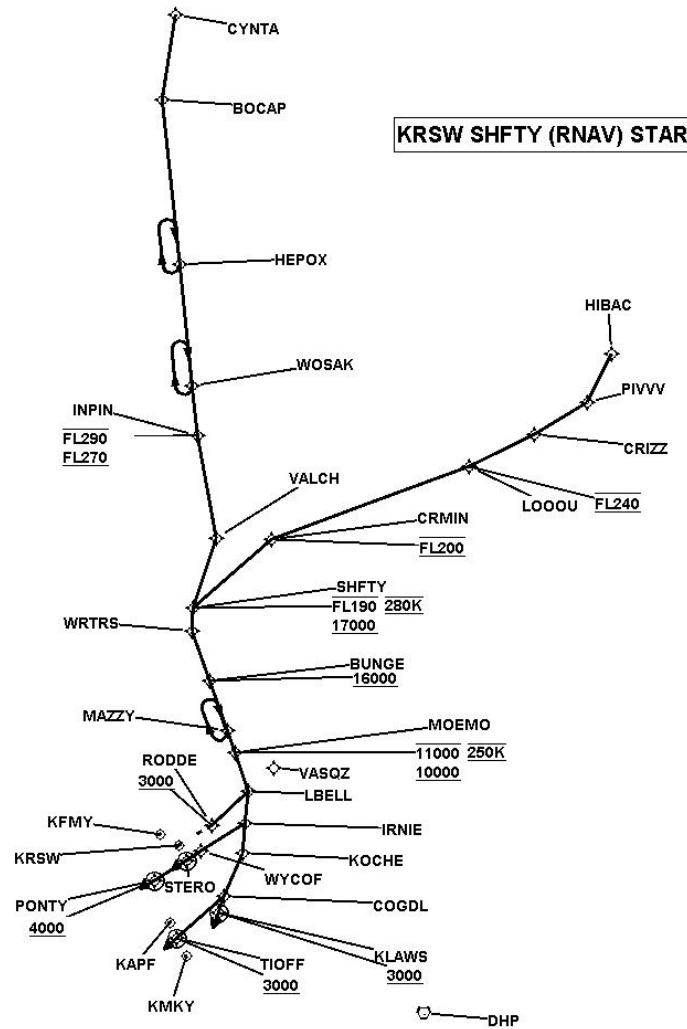 CYNTA
BOCAP
KRSW SHFTY (RNAV) STAR
HEPOX
HIBAC
WOSAK
PIVVV
INPIN
FL290
FL270
CRIZZ
VALCH
LOOOU
FL240
CRMIN
FL200
SHFTY
FL190 280K
17000
WRTRS
BUNGE
16000
MAZZY
MOEMO
11000 250K
10000
RODDE
3000
VASQZ
LBELL
KFMY
IRNIE
KRSW
KOCHE
WYCOF
STERO
PONTY
4000
COGDL
KLAWS
3000
KAPF
TIOFF
3000
KMKY
DHP